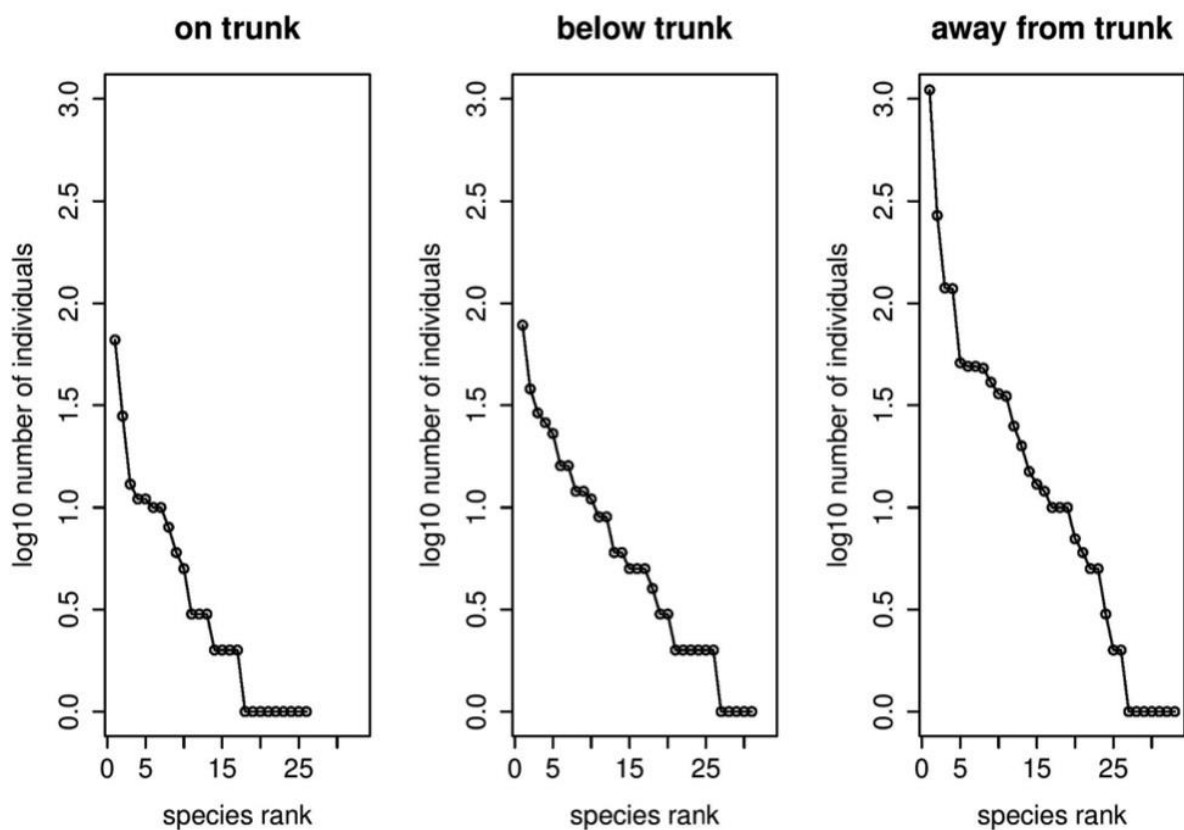 on trunk
below trunk
away from trunk
log10 number of individuals
0.0 0.5 1.0 1.5 2.0 2.5 3.0
0 5 15 25
species rank
log10 number of individuals
0.0 0.5 1.0 1.5 2.0 2.5 3.0
0 5 15 25
species rank
log10 number of individuals
0.0 0.5 1.0 1.5 2.0 2.5 3.0
0 5 15 25
species rank